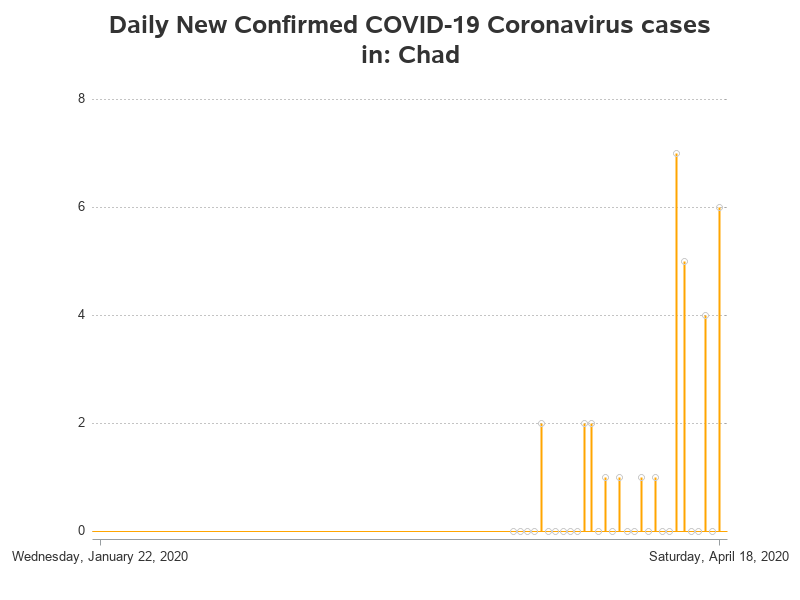 Daily New Confirmed COVID-19 Coronavirus cases
in: Chad
8
6
4
2
0
Wednesday, January 22, 2020
Saturday, April 18, 2020